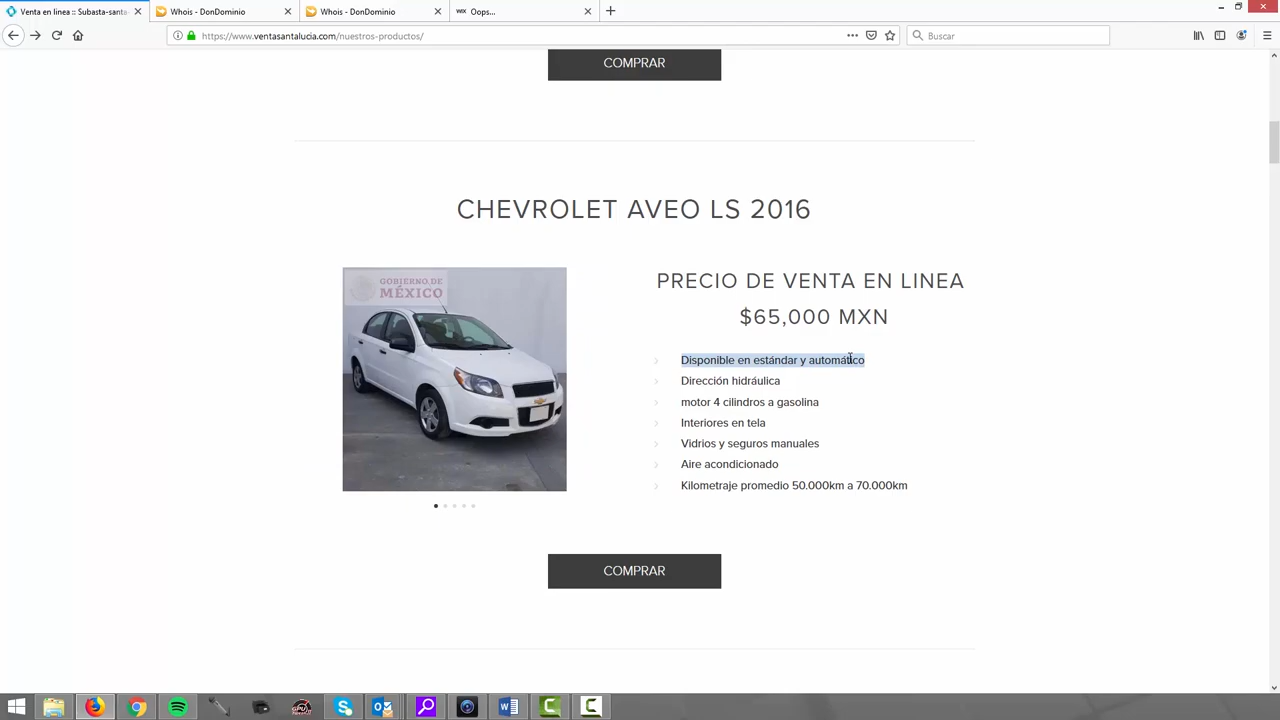 Venta en linea :: Subasta-santa-
Whois - DonDominio
Whois - DonDominio
WIX Oops...
https://www.ventasantalucia.com/nuestros-productos/
Buscar
COMPRAR
CHEVROLET AVEO LS 2016
GOBIERNO DE
MÉXICO
PRECIO DE VENTA EN LINEA
$65,000 MXN
Disponible en estándar y automático
Dirección hidráulica
motor 4 cilindros a gasolina
Interiores en tela
Vidrios y seguros manuales
Aire acondicionado
Kilometraje promedio 50.000km a 70.000km
COMPRAR